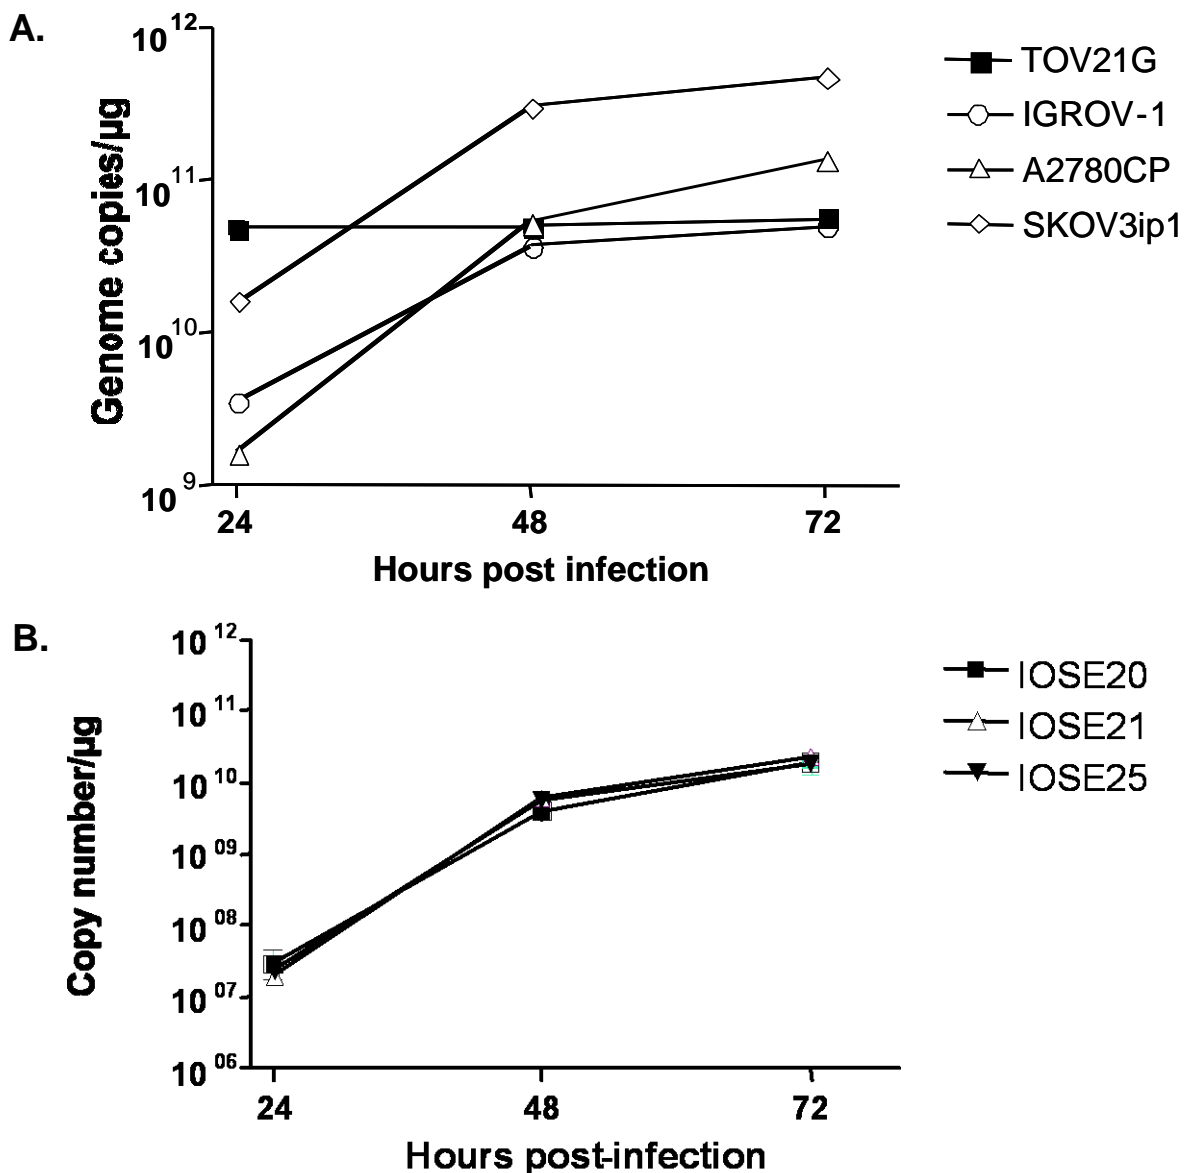 A.
10^12
10^11
10^10
10^9
Genome copies/μg
24 48 72
Hours post infection
TOV21G
IGROV-1
A2780CP
SKOV3ip1
B.
10^12
10^11
10^10
10^09
10^08
10^07
10^06
Copy number/μg
24 48 72
Hours post-infection
IOSE20
IOSE21
IOSE25